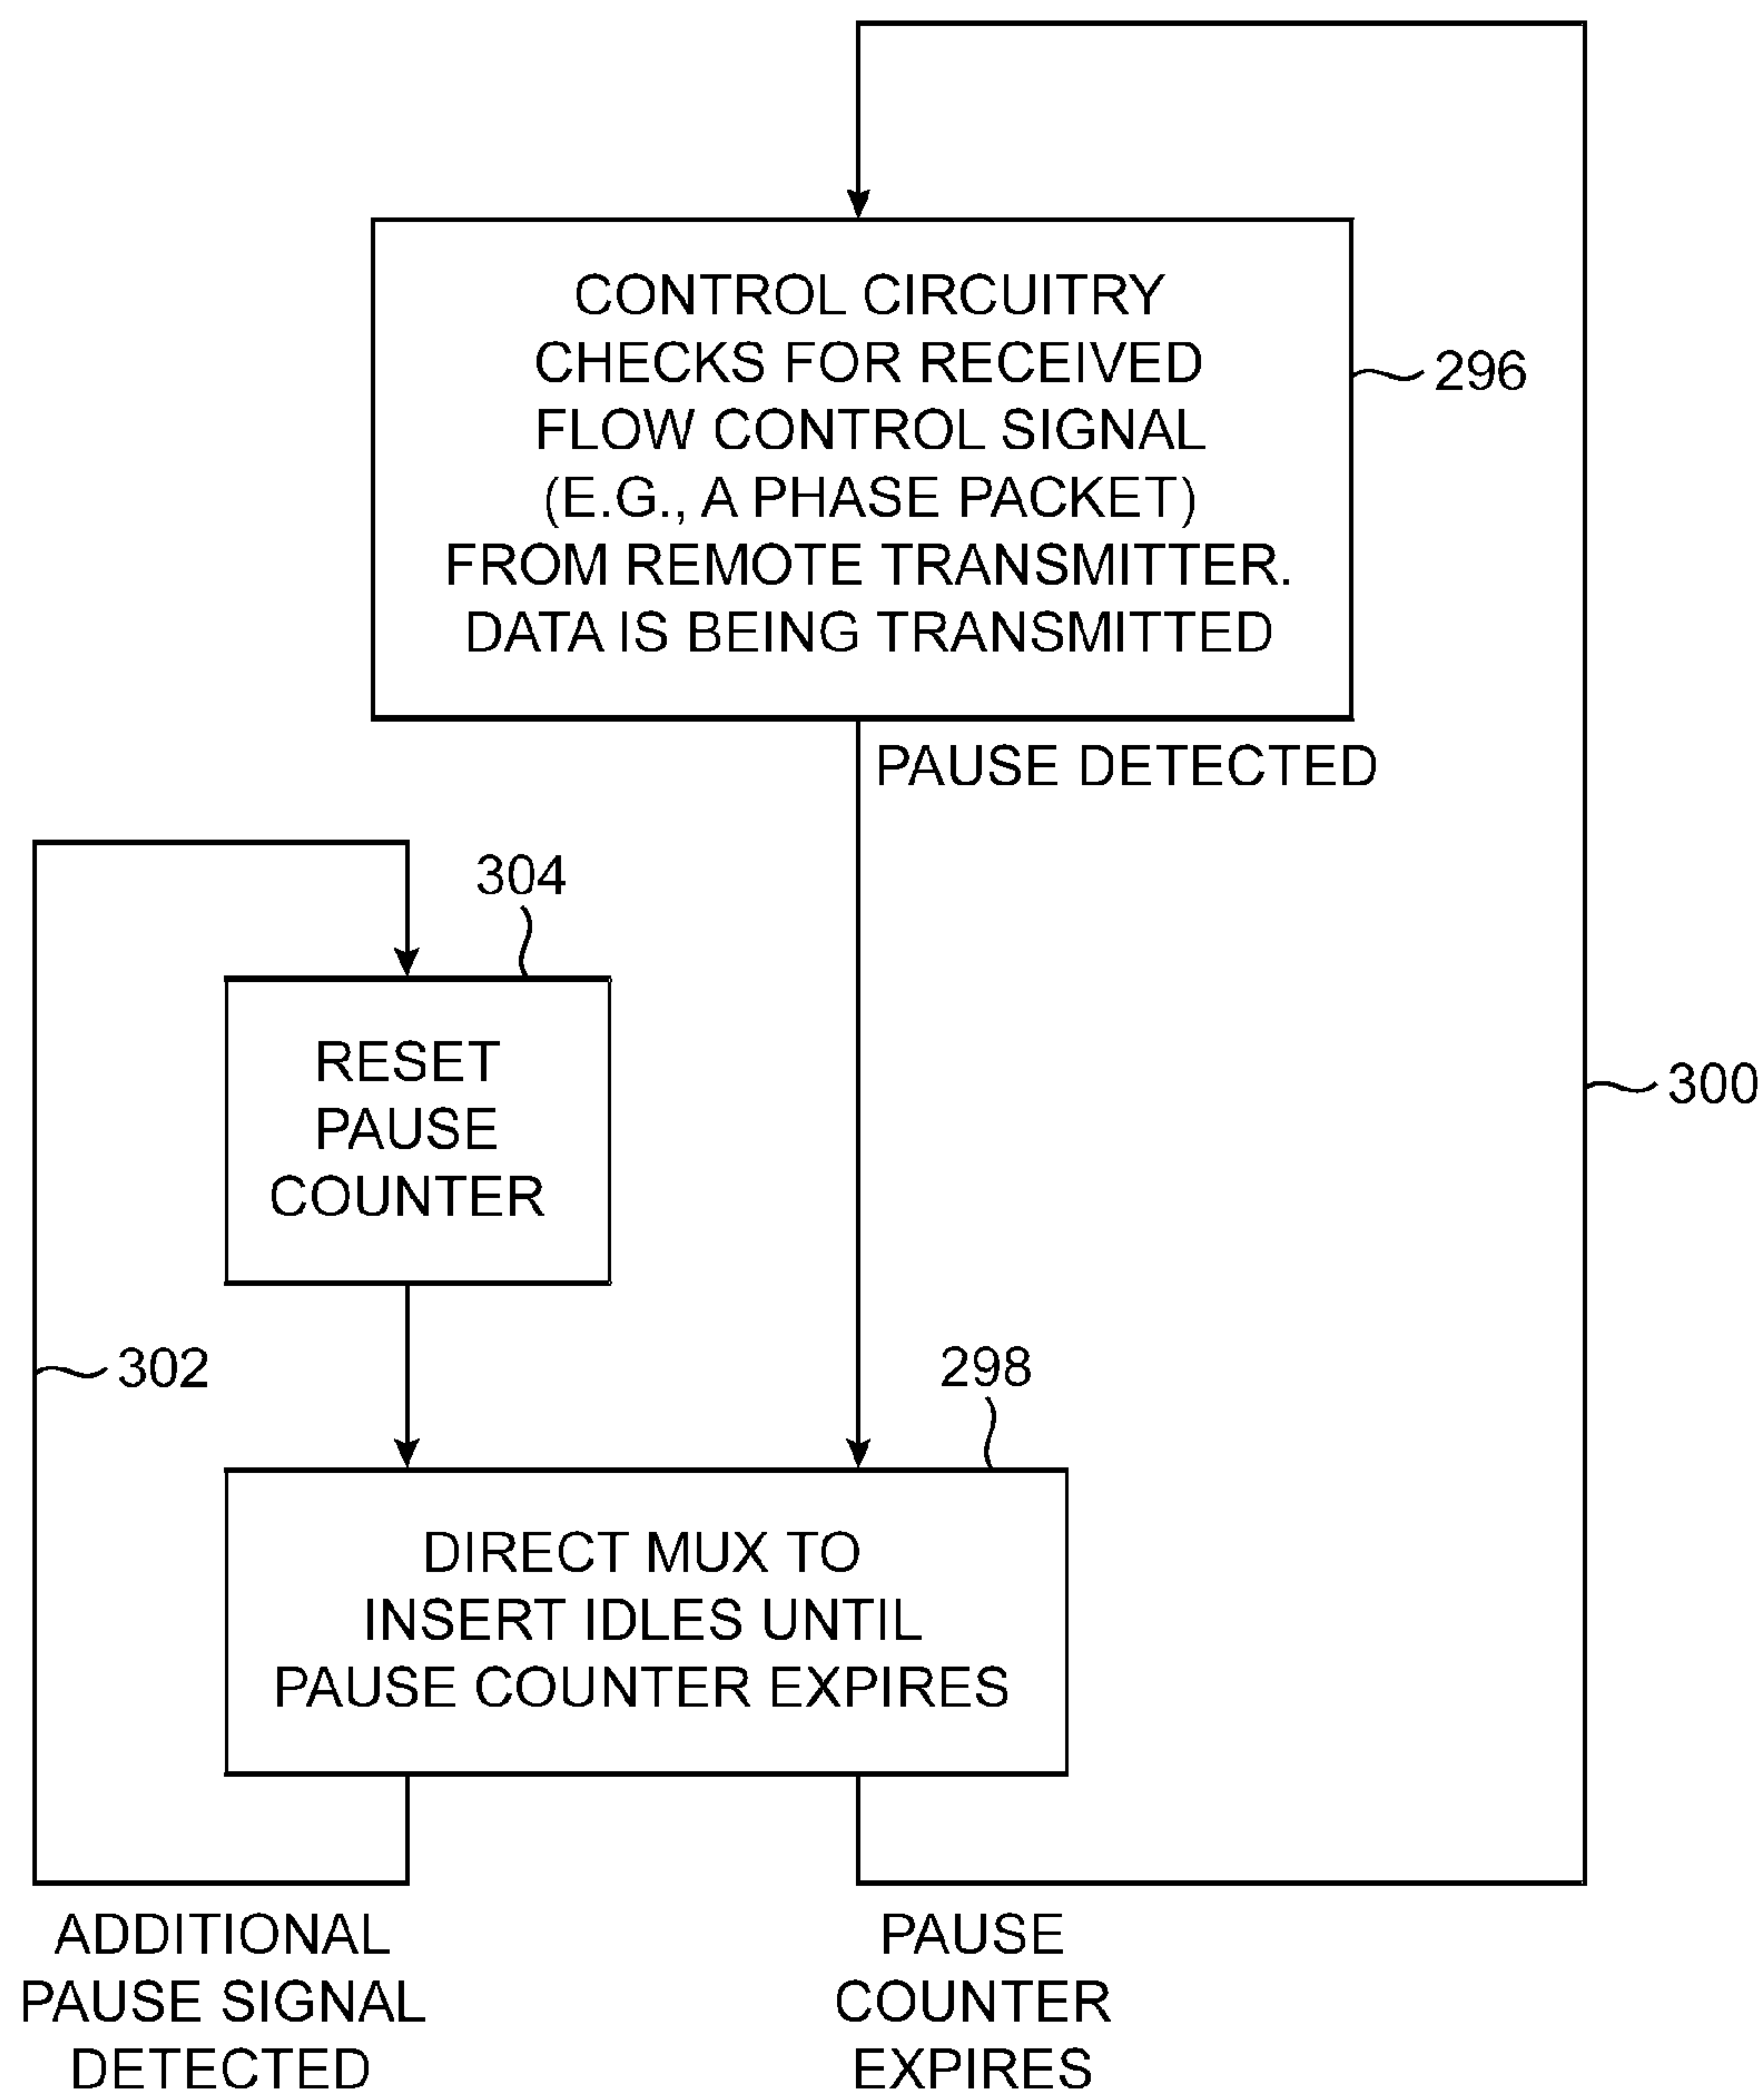 CONTROL CIRCUITRY
CHECKS FOR RECEIVED
FLOW CONTROL SIGNAL
(E.G., A PHASE PACKET)
FROM REMOTE TRANSMITTER.
DATA IS BEING TRANSMITTED
296
PAUSE DETECTED
304
RESET
PAUSE
COUNTER
300
302
298
DIRECT MUX TO
INSERT IDLES UNTIL
PAUSE COUNTER EXPIRES
ADDITIONAL
PAUSE SIGNAL
DETECTED
PAUSE
COUNTER
EXPIRES